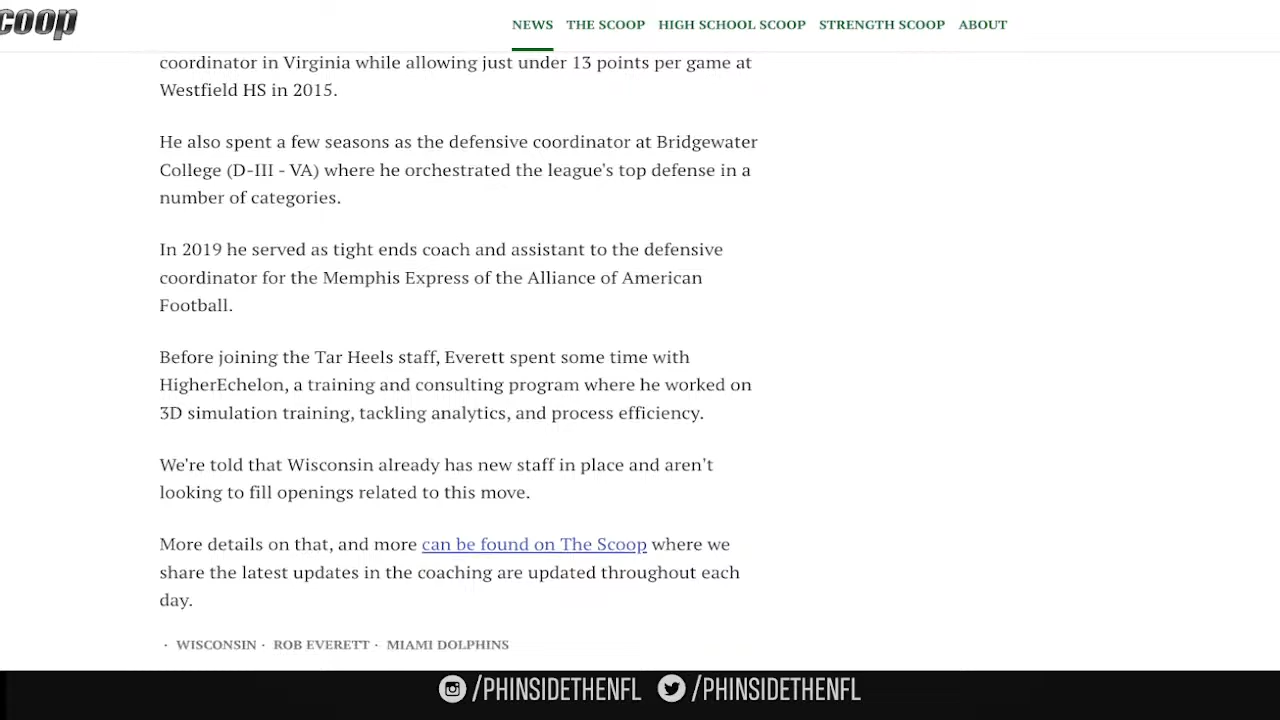 coop
NEWS THE SCOOP HIGH SCHOOL SCOOP STRENGTH SCOOP ABOUT
coordinator in Virginia while allowing just under 13 points per game at
Westfield HS in 2015.
He also spent a few seasons as the defensive coordinator at Bridgewater
College (D-III - VA) where he orchestrated the league's top defense in a
number of categories.
In 2019 he served as tight ends coach and assistant to the defensive
coordinator for the Memphis Express of the Alliance of American
Football.
Before joining the Tar Heels staff, Everett spent some time with
HigherEchelon, a training and consulting program where he worked on
3D simulation training, tackling analytics, and process efficiency.
We're told that Wisconsin already has new staff in place and aren't
looking to fill openings related to this move.
More details on that, and more can be found on The Scoop where we
share the latest updates in the coaching are updated throughout each
day.
· WISCONSIN · ROB EVERETT · MIAMI DOLPHINS
/PHINSIDETHENFL /PHINSIDETHENFL